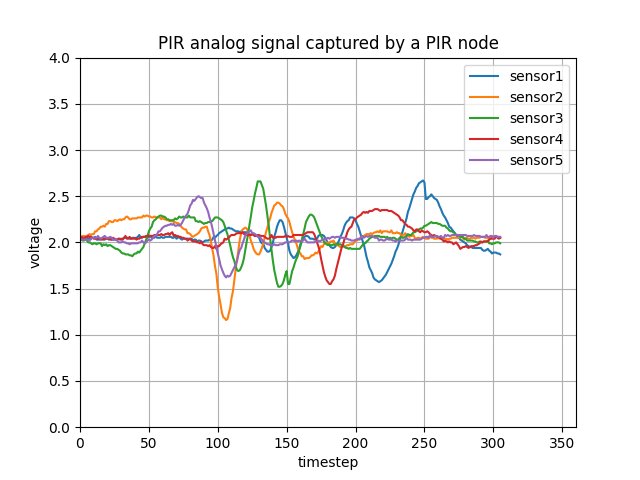 PIR analog signal captured by a PIR node
4.0
3.5
3.0
2.5
2.0
1.5
1.0
0.5
0.0
voltage
sensor1
sensor2
sensor3
sensor4
sensor5
0 50 100 150 200 250 300 350
timestep